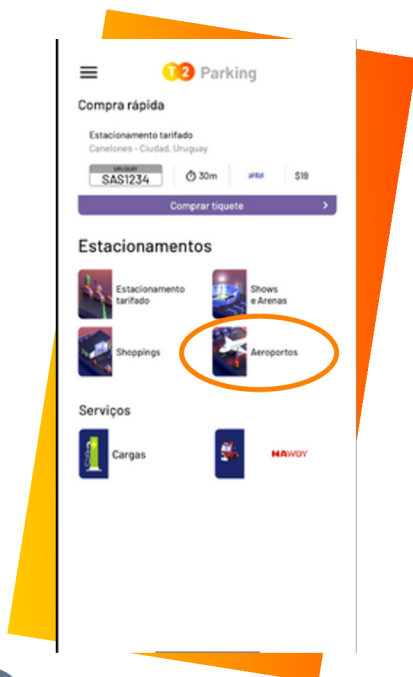 T2 Parking
Compra rápida
Estacionamento tarifado
Canelones - Ciudad, Uruguay
URUGUAY
SAS1234
30m
antel
$19
Comprar tiquete
Estacionamentos
Estacionamento
tarifado
Shows
e Arenas
Shoppings
Aeroportos
Serviços
Cargas
MAWDY